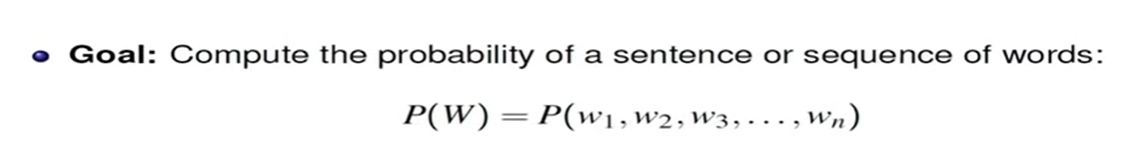 • Goal: Compute the probability of a sentence or sequence of words:
P(W) = P(w₁, w₂, w₃, . . . , wₙ)